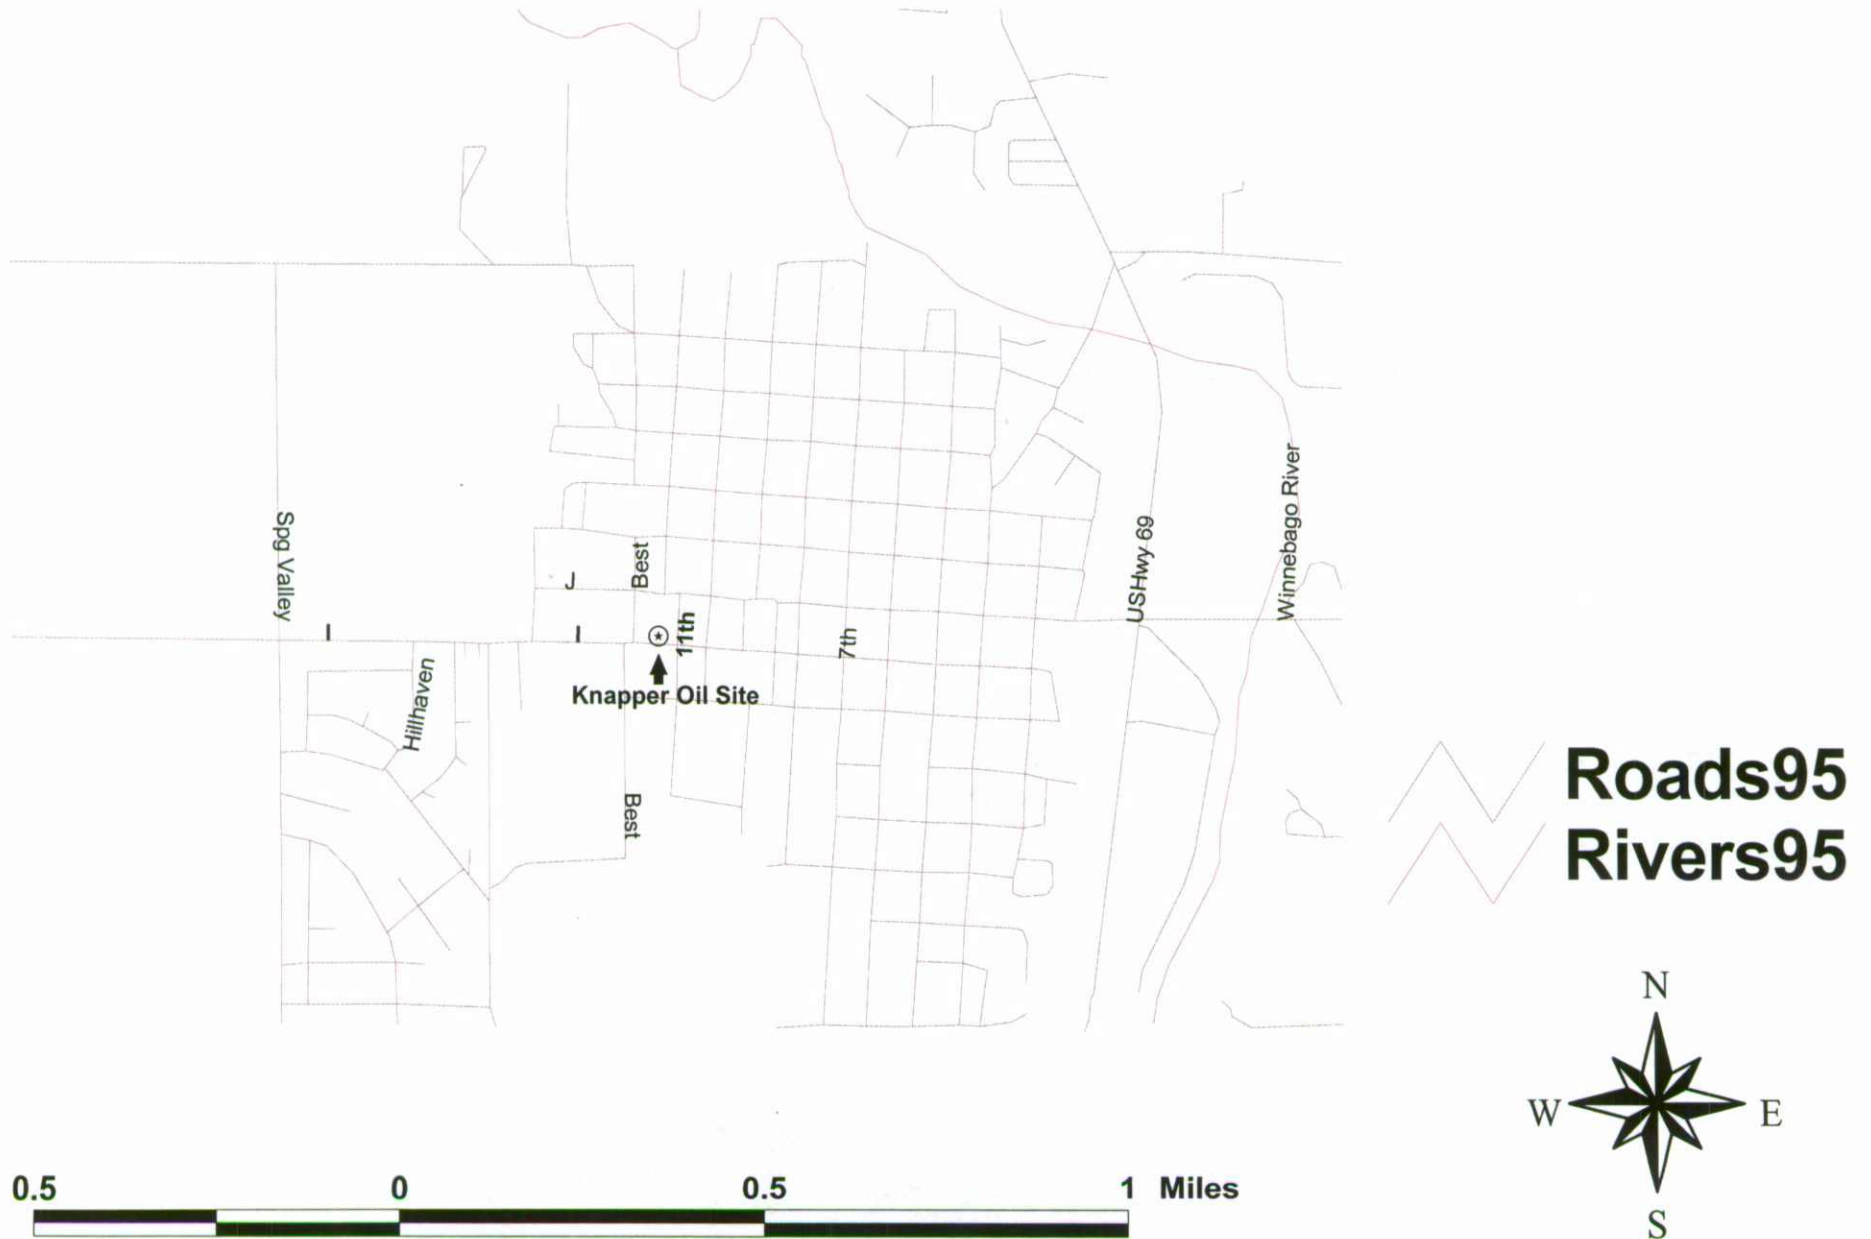 Spg Valley
I
J
I
Best
11th
7th
USHwy 69
Winnebago River
Hillhaven
Knapper Oil Site
Best
Roads95
Rivers95
N
W
E
S
0.5 0 0.5 1 Miles